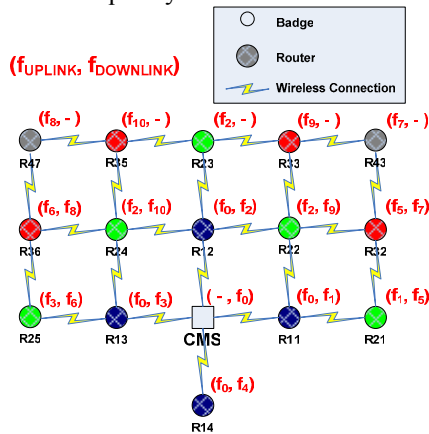 Badge
Router
Wireless Connection
(fUPLINK, fDOWNLINK)
(f8, -) (f10, -) (f2, -) (f9, -) (f7, -)
R47 R35 R23 R33 R43
(f6, f8) (f2, f10) (f0, f2) (f2, f9) (f5, f7)
R36 R24 R12 R22 R32
(f3, f6) (f0, f3) (-, f0) (f0, f1) (f1, f5)
R25 R13 CMS R11 R21
(f0, f4)
R14